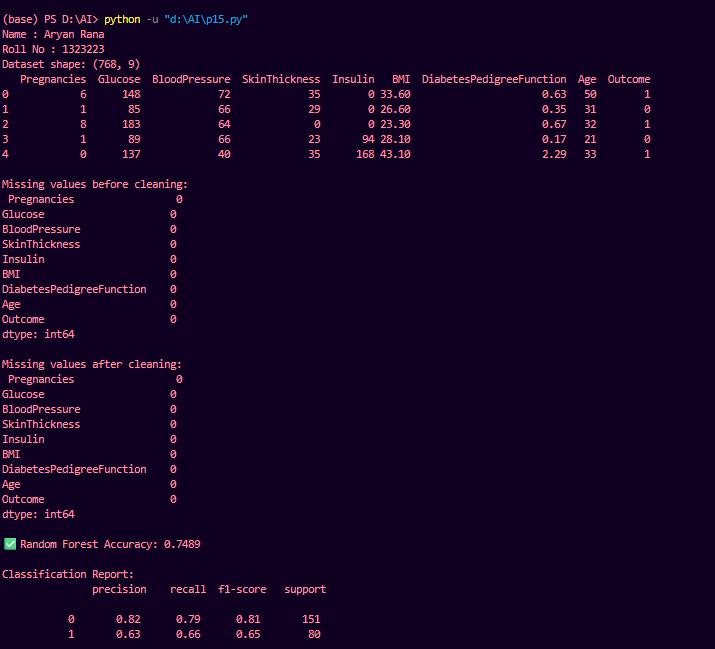 (base) PS D:\AI> python -u "d:\AI\p15.py"
Name : Aryan Rana
Roll No : 1323223
Dataset shape: (768, 9)
   Pregnancies  Glucose  BloodPressure  SkinThickness  Insulin   BMI  DiabetesPedigreeFunction  Age  Outcome
0            6      148             72             35        0 33.60                      0.63   50        1
1            1       85             66             29        0 26.60                      0.35   31        0
2            8      183             64              0        0 23.30                      0.67   32        1
3            1       89             66             23       94 28.10                      0.17   21        0
4            0      137             40             35      168 43.10                      2.29   33        1
Missing values before cleaning:
 Pregnancies                 0
Glucose                     0
BloodPressure               0
SkinThickness               0
Insulin                     0
BMI                         0
DiabetesPedigreeFunction    0
Age                         0
Outcome                     0
dtype: int64
Missing values after cleaning:
 Pregnancies                 0
Glucose                     0
BloodPressure               0
SkinThickness               0
Insulin                     0
BMI                         0
DiabetesPedigreeFunction    0
Age                         0
Outcome                     0
dtype: int64
✅ Random Forest Accuracy: 0.7489
Classification Report:
               precision    recall  f1-score   support
           0       0.82      0.79      0.81       151
           1       0.63      0.66      0.65        80